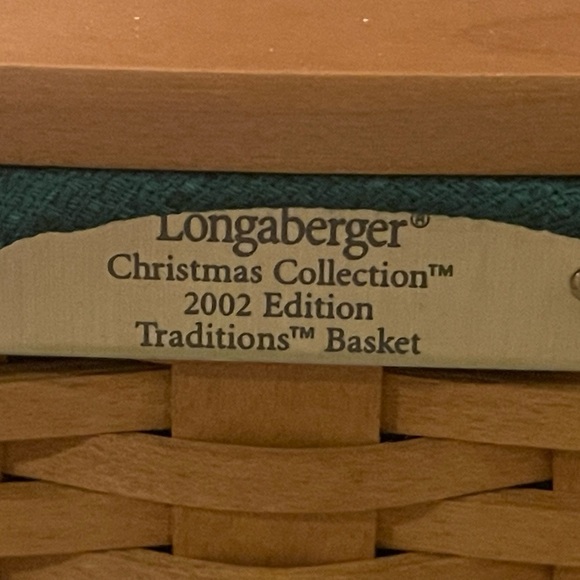 Longaberger®
Christmas Collection™
2002 Edition
Traditions™ Basket